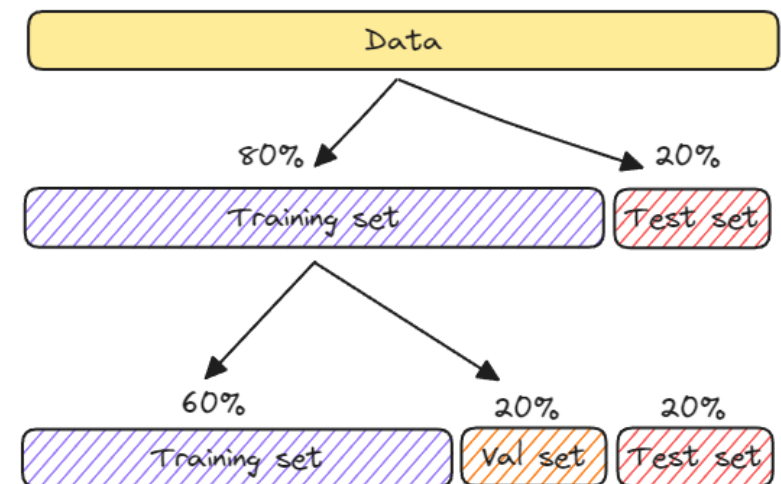 Data
80% 20%
Training set Test set
60% 20% 20%
Training set Val set Test set